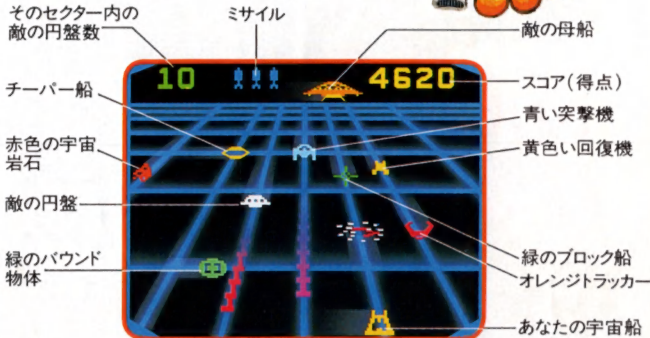 そのセクター内の
敵の円盤数
ミサイル
敵の母船
10
4620
スコア(得点)
チーパー船
青い突撃機
赤色の宇宙
岩石
黄色い回復機
敵の円盤
緑のバウンド
物体
緑のブロック船
オレンジトラッカー
あなたの宇宙船